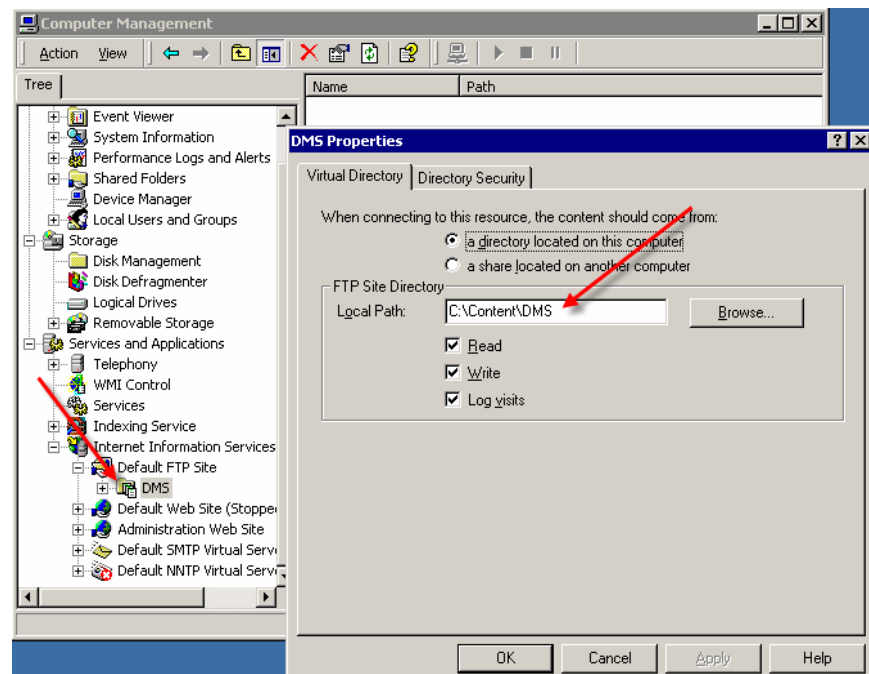 Computer Management
Action View
Tree
Name Path
Event Viewer
System Information
Performance Logs and Alerts
Shared Folders
Device Manager
Local Users and Groups
Storage
Disk Management
Disk Defragmenter
Logical Drives
Removable Storage
Services and Applications
Telephony
WMI Control
Services
Indexing Service
Internet Information Services
Default FTP Site
DMS
Default Web Site (Stoppe
Administration Web Site
Default SMTP Virtual Serv
Default NNTP Virtual Serv
DMS Properties
Virtual Directory Directory Security
When connecting to this resource, the content should come from:
a directory located on this computer
a share located on another computer
FTP Site Directory
Local Path: C:\Content\DMS Browse...
Read
Write
Log visits
OK Cancel Apply Help